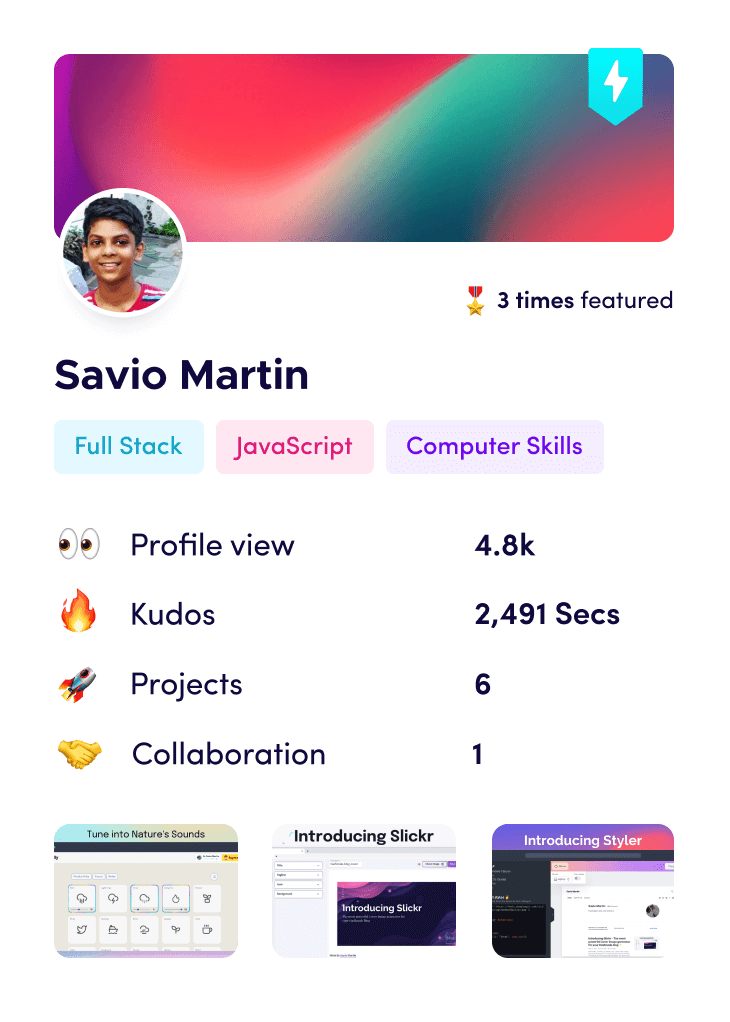 3 times featured
Savio Martin
Full Stack
JavaScript
Computer Skills
Profile view 4.8k
Kudos 2,491 Secs
Projects 6
Collaboration 1
Tune into Nature's Sounds
Introducing Slickr
Introducing Slickr
Introducing Styler